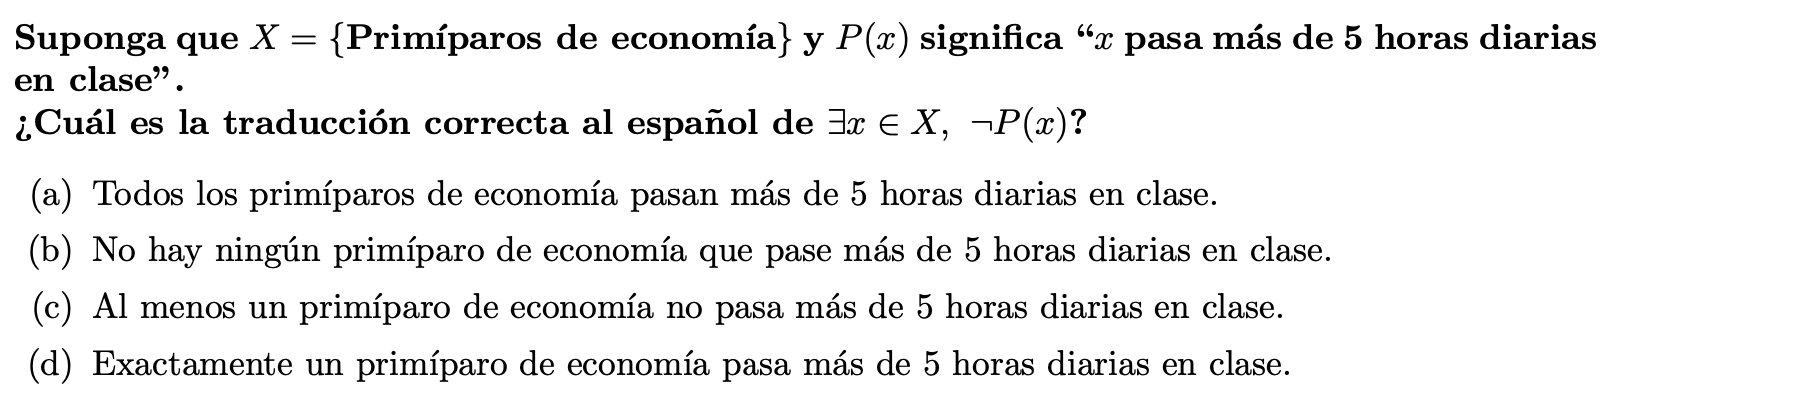 Suponga que X = {Primíparos de economía} y P(x) significa “x pasa más de 5 horas diarias
en clase”.
¿Cuál es la traducción correcta al español de ∃x ∈ X, ¬P(x)?
(a) Todos los primíparos de economía pasan más de 5 horas diarias en clase.
(b) No hay ningún primíparo de economía que pase más de 5 horas diarias en clase.
(c) Al menos un primíparo de economía no pasa más de 5 horas diarias en clase.
(d) Exactamente un primíparo de economía pasa más de 5 horas diarias en clase.